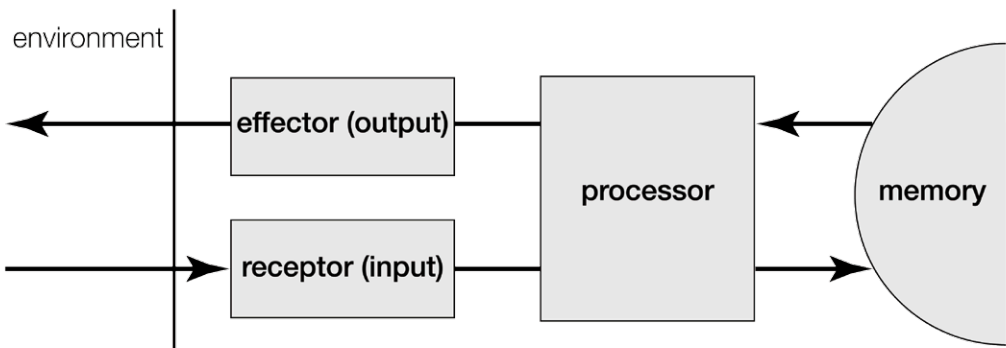 environment
effector (output)
processor
memory
receptor (input)